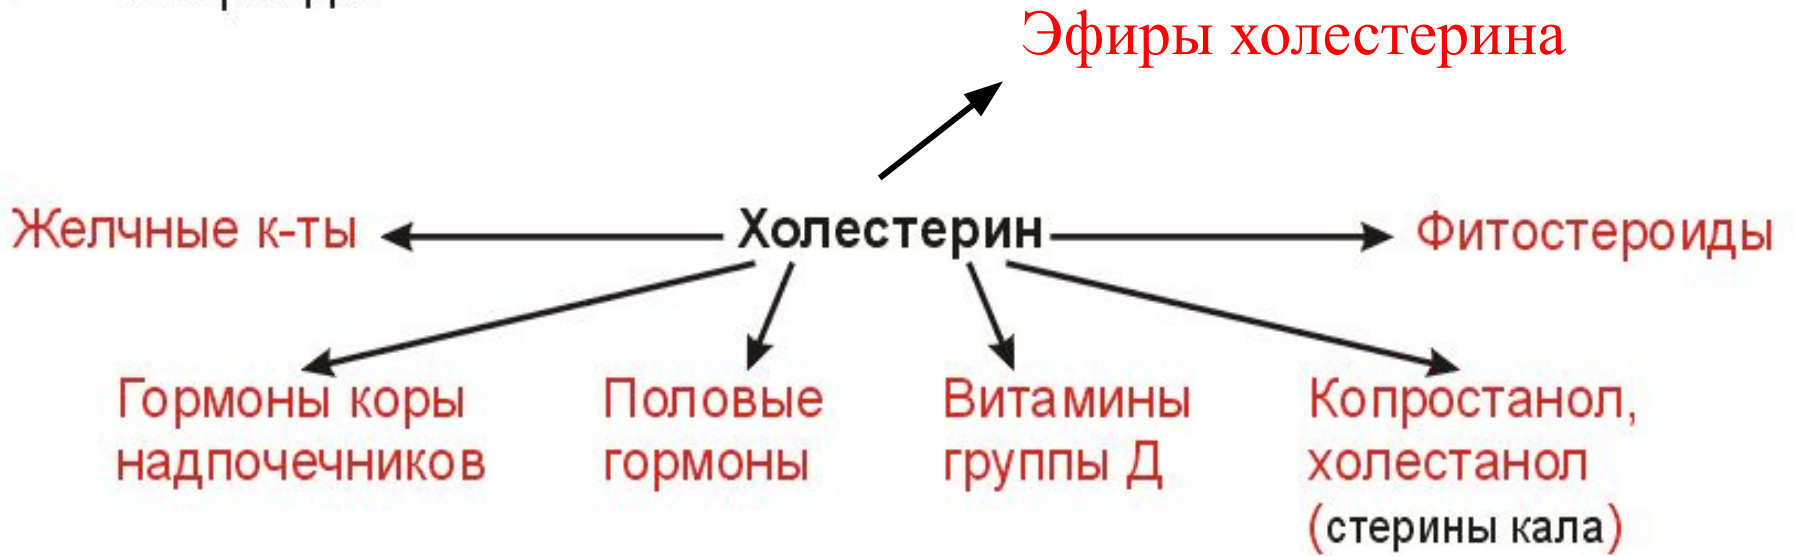 Эфиры холестерина
Желчные к-ты
Холестерин
Фитостероиды
Гормоны коры
надпочечников
Половые
гормоны
Витамины
группы Д
Копростанол,
холестанол
(стерины кала)